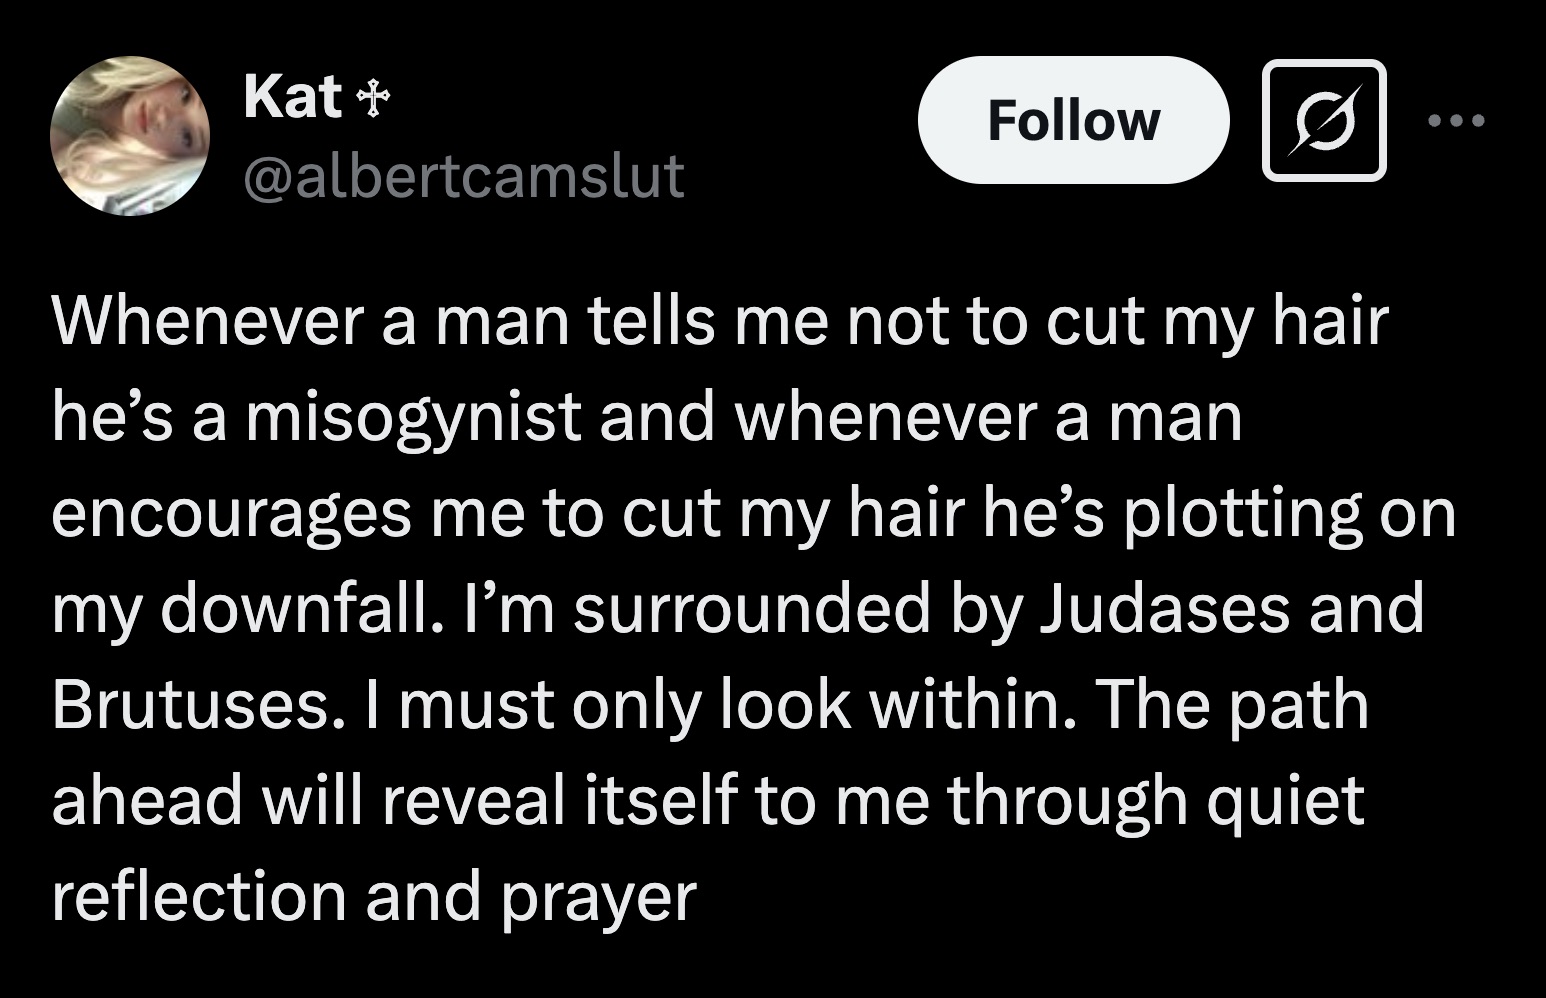 Kat ✞
@albertcamslut
Follow
Whenever a man tells me not to cut my hair
he’s a misogynist and whenever a man
encourages me to cut my hair he’s plotting on
my downfall. I’m surrounded by Judases and
Brutuses. I must only look within. The path
ahead will reveal itself to me through quiet
reflection and prayer